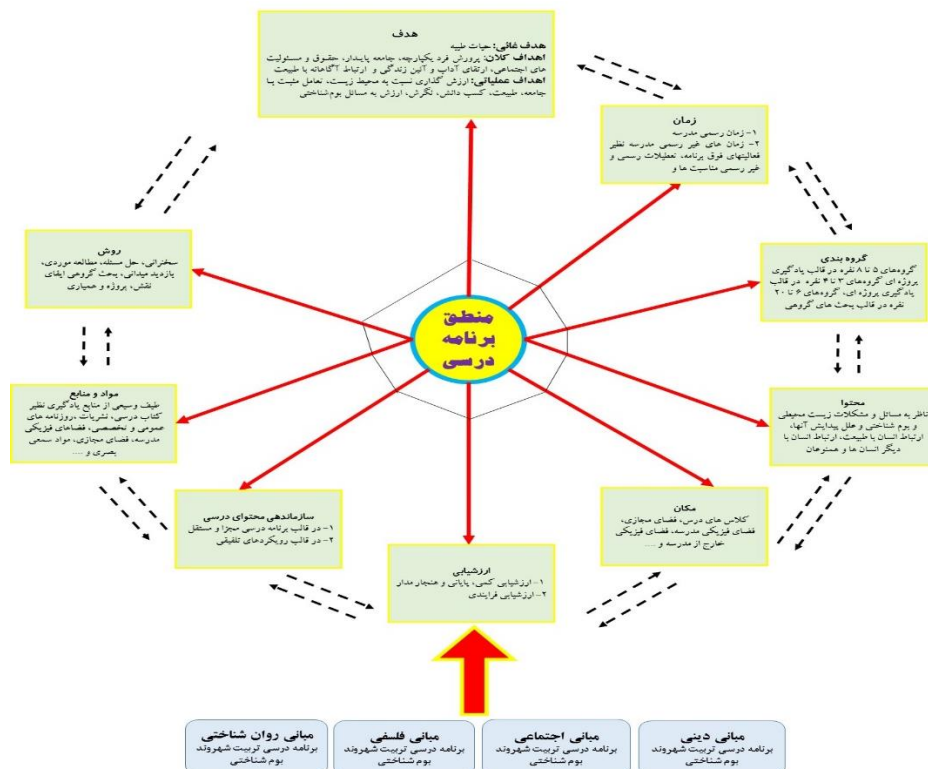 هدف
هدف غائی: حیات طیبه
اهداف کلان: پرورش فرد یکپارچه، جامعه پایدار، حقوق و مسئولیت
های اجتماعی، ارتقای آداب و آئین زندگی و ارتباط آگاهانه با طبیعت
اهداف عملیاتی: ارزش گذاری نسبت به محیط زیست، تعامل مثبت با
جامعه، طبیعت، کسب دانش، نگرش، ارزش به مسائل بوم‌شناختی
زمان
۱- زمان رسمی مدرسه
۲- زمان های غیر رسمی مدرسه نظیر
فعالیتهای فوق برنامه، تعطیلات رسمی و
غیر رسمی مناسبت ها و
روش
سخنرانی، حل مسئله، مطالعه موردی،
بازدید میدانی، بحث گروهی ایفای
نقش، پروژه و همیاری
گروه بندی
گروه‌های ۵ تا ۸ نفره در قالب یادگیری
پروژه ای گروه‌های ۳ تا ۴ نفره در قالب
یادگیری پروژه ای، گروه‌های ۶ تا ۲۰
نفره در قالب بحث های گروهی
منطق
برنامه
درسی
مواد و منابع
طیف وسیعی از منابع یادگیری نظیر
کتاب درسی، نشریات، روزنامه های
عمومی و تخصصی، فضاهای فیزیکی
مدرسه، فضای مجازی، مواد سمعی
بصری و ....
محتوا
ناظر به مسائل و مشکلات زیست محیطی
و بوم شناختی و علل پیدایش آنها،
ارتباط انسان با طبیعت، ارتباط انسان با
دیگر انسان ها و همنوعان
سازماندهی محتوای درسی
۱- در قالب برنامه درسی مجزا و مستقل
۲- در قالب رویکردهای تلفیقی
مکان
کلاس های درس، فضای مجازی،
فضای فیزیکی مدرسه، فضای فیزیکی
خارج از مدرسه و ....
ارزشیابی
۱- ارزشیابی کمی، پایانی و هنجار مدار
۲- ارزشیابی فرایندی
مبانی دینی
برنامه درسی تربیت شهروند
بوم شناختی
مبانی اجتماعی
برنامه درسی تربیت شهروند
بوم شناختی
مبانی فلسفی
برنامه درسی تربیت شهروند
بوم شناختی
مبانی روان شناختی
برنامه درسی تربیت شهروند
بوم شناختی